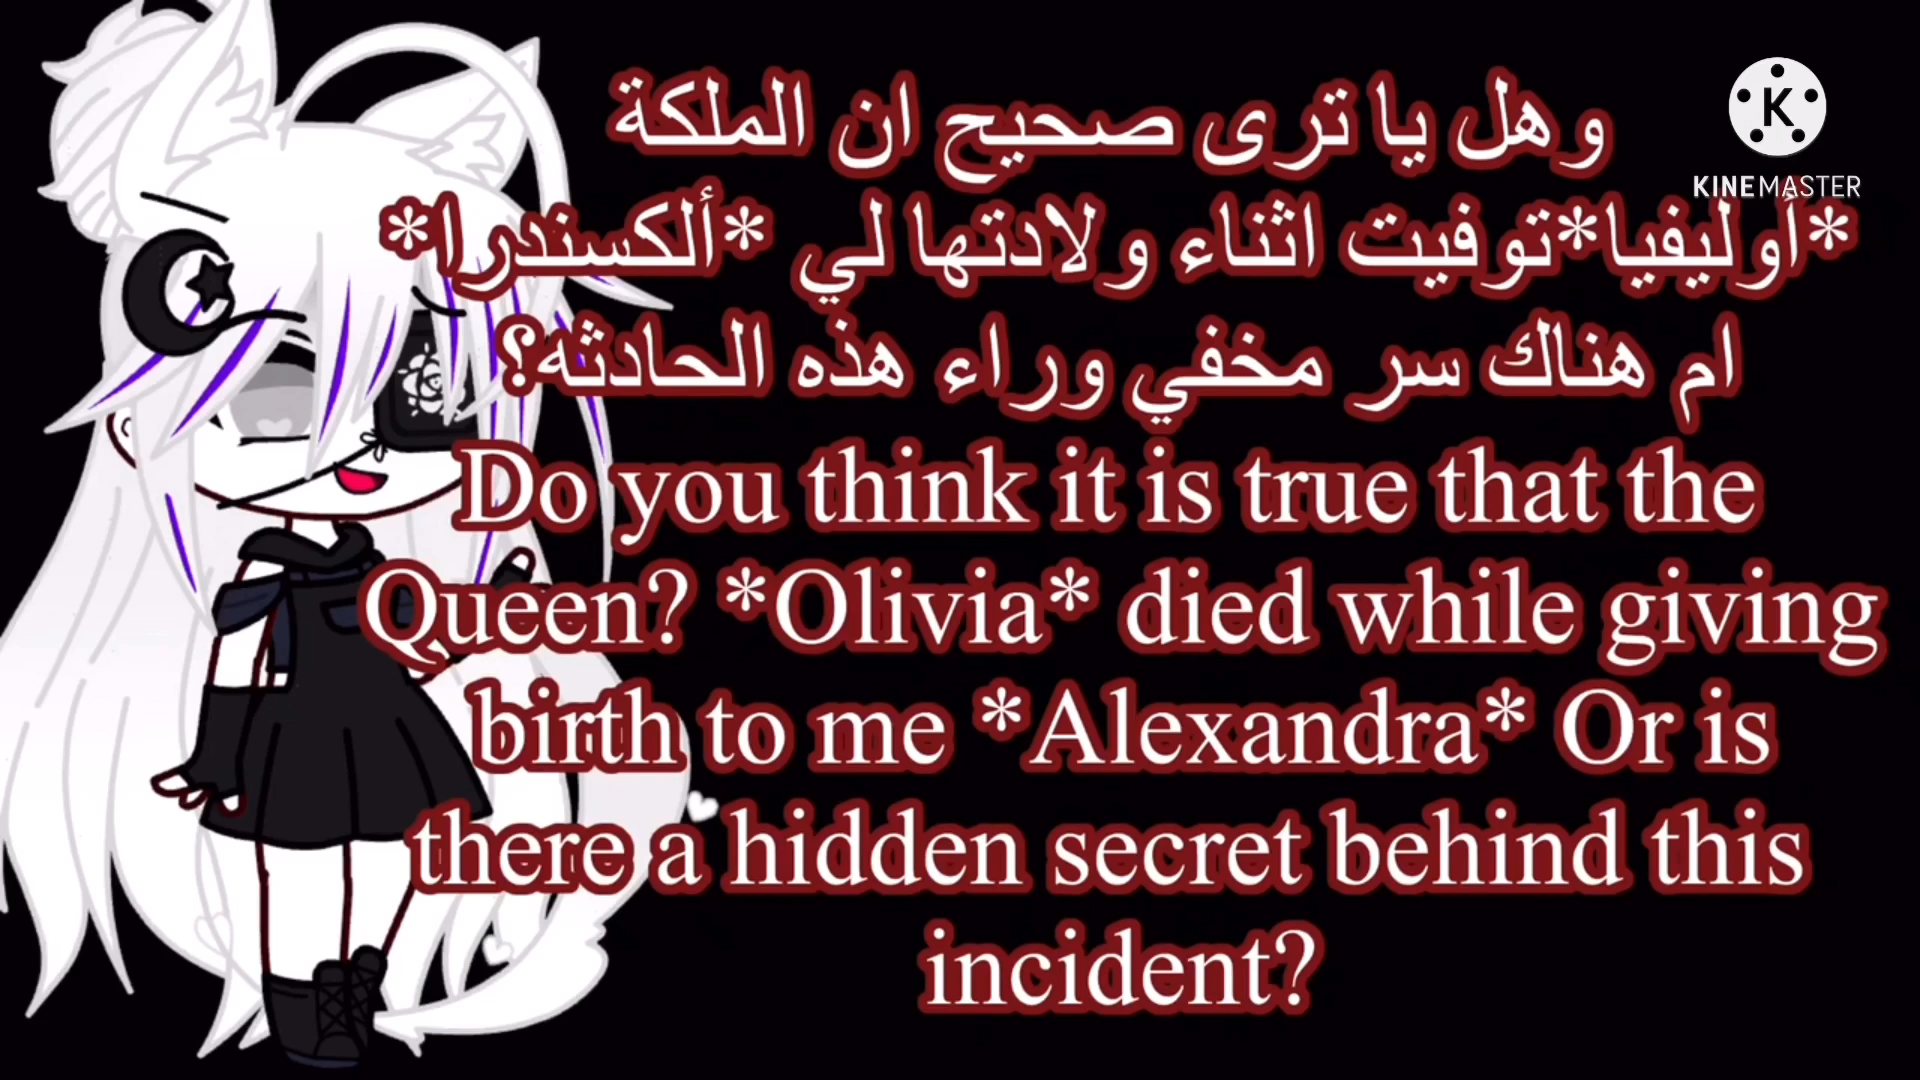 وهل يا ترى صحيح ان الملكة
*أوليفيا*توفيت اثناء ولادتها لي *ألكسندرا*
ام هناك سر مخفي وراء هذه الحادثه؟
Do you think it is true that the
Queen? *Olivia* died while giving
birth to me *Alexandra* Or is
there a hidden secret behind this
incident?
K
KINEMASTER